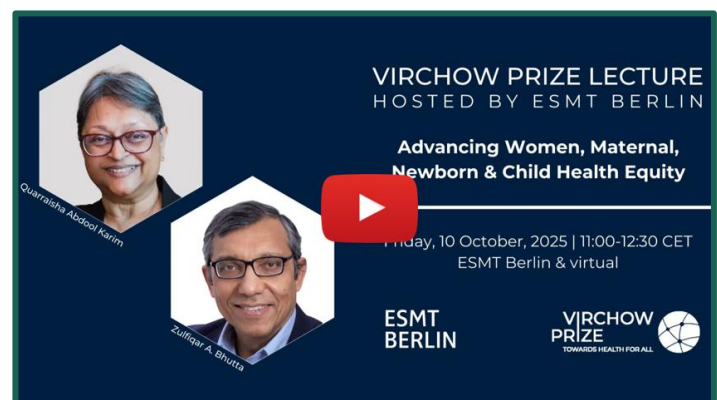 VIRCHOW PRIZE LECTURE
HOSTED BY ESMT BERLIN
Advancing Women, Maternal,
Newborn & Child Health Equity
Friday, 10 October, 2025 | 11:00-12:30 CET
ESMT Berlin & virtual
Quarraisha Abdool Karim
Zulfiqar A. Bhutta
ESMT
BERLIN
VIRCHOW
PRIZE
TOWARDS HEALTH FOR ALL